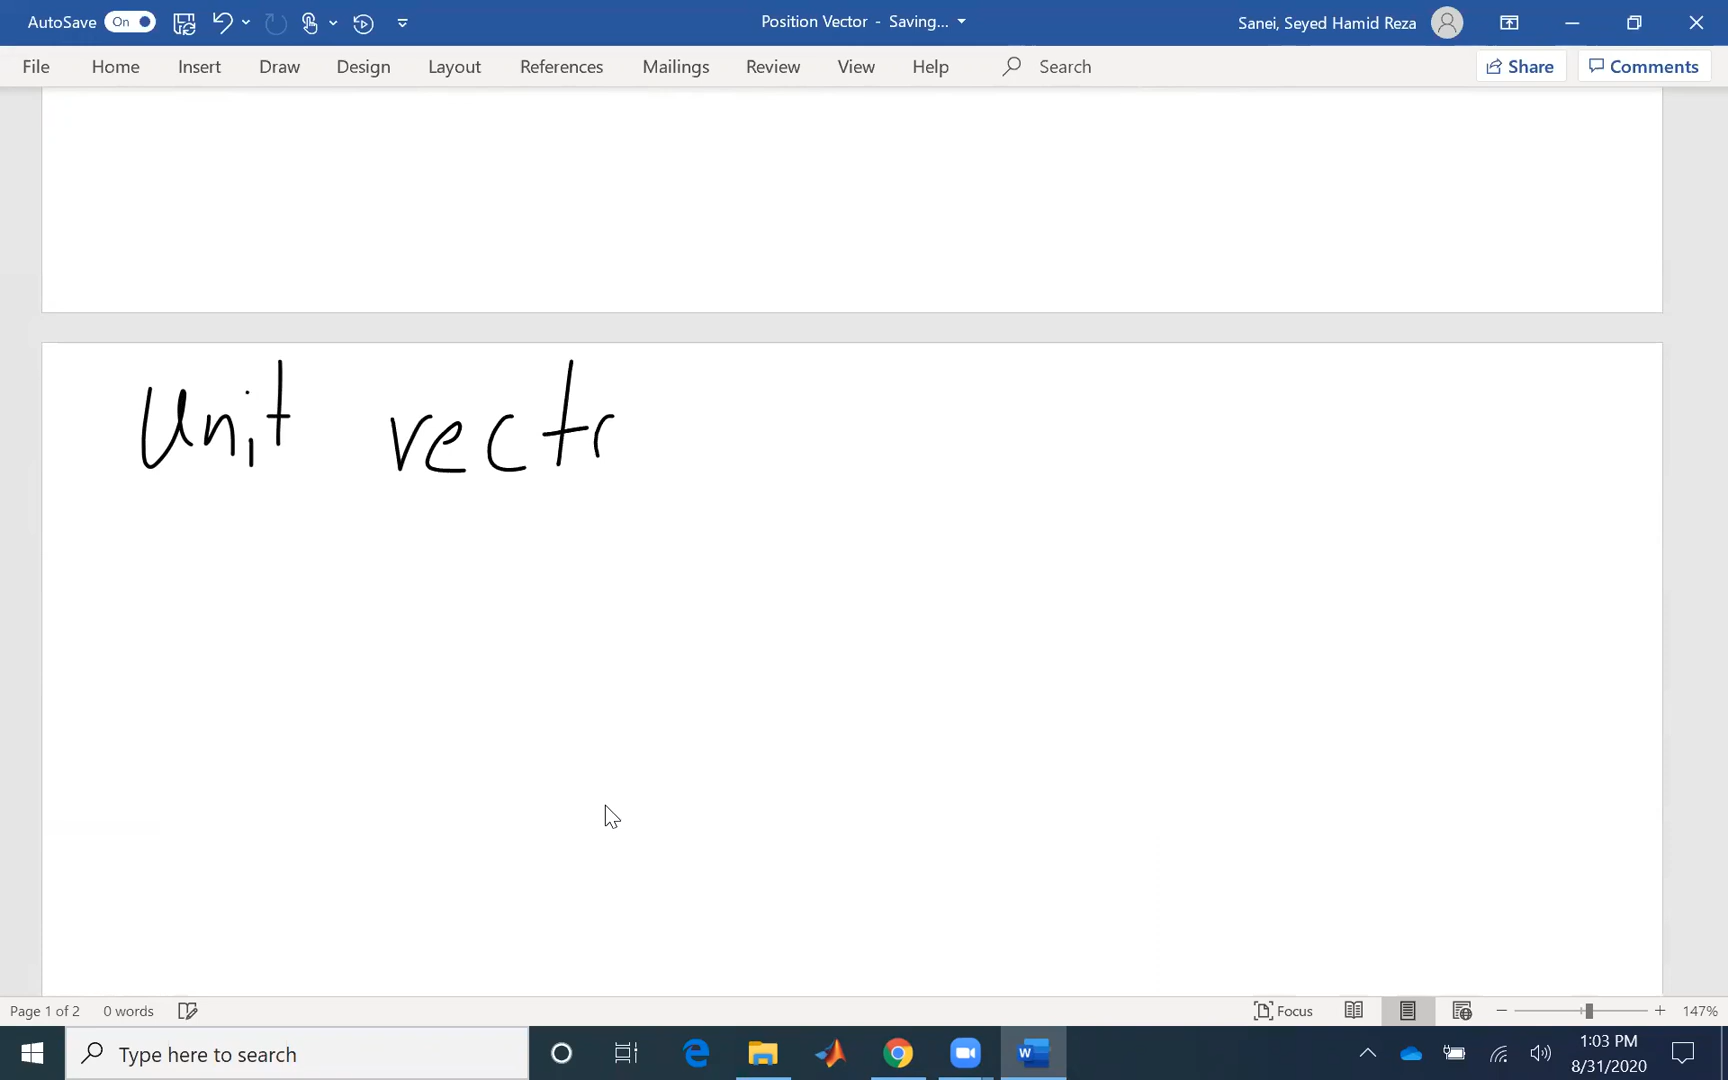 AutoSave On Position Vector - Saving... Sanei, Seyed Hamid Reza
File Home Insert Draw Design Layout References Mailings Review View Help Search Share Comments
Unit vect
Page 1 of 2 0 words Focus 147%
Type here to search 1:03 PM
8/31/2020